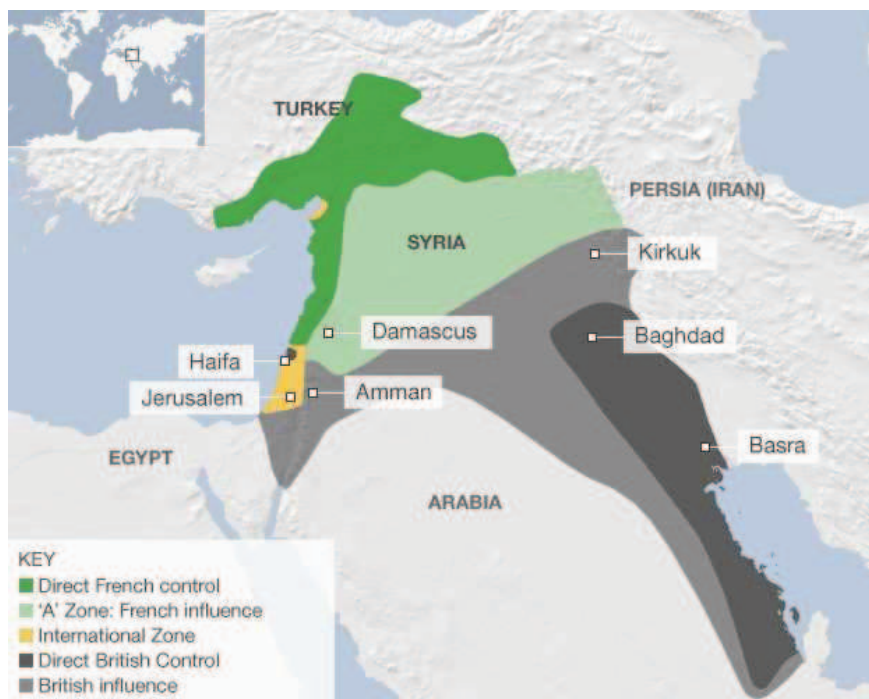 TURKEY
PERSIA (IRAN)
SYRIA
Kirkuk
Damascus
Baghdad
Haifa
Jerusalem
Amman
Basra
EGYPT
ARABIA
KEY
Direct French control
'A' Zone: French influence
International Zone
Direct British Control
British influence